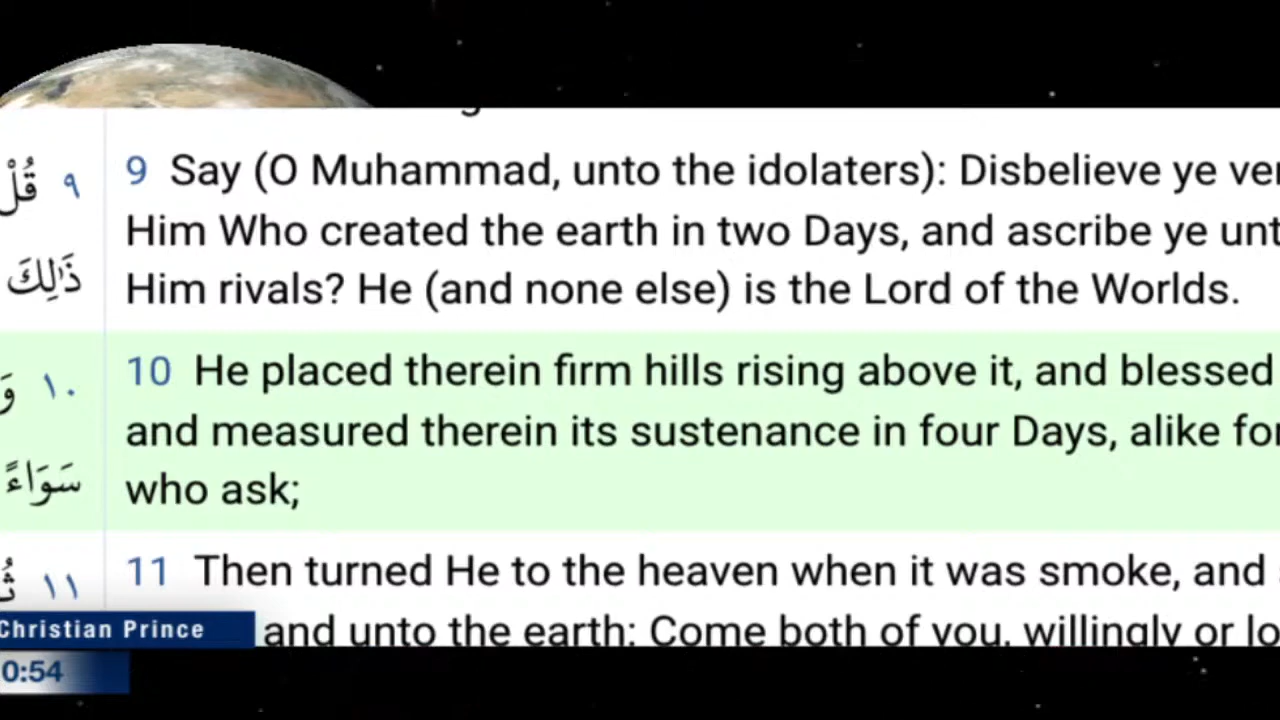 ٩ قُلْ
ذَٰلِكَ
9 Say (O Muhammad, unto the idolaters): Disbelieve ye
Him Who created the earth in two Days, and ascribe ye
Him rivals? He (and none else) is the Lord of the Worlds.
١٠
سَوَاءً
10 He placed therein firm hills rising above it, and blessed
and measured therein its sustenance in four Days, alike
who ask;
١١
11 Then turned He to the heaven when it was smoke, and
and unto the earth: Come both of you, willingly or
Christian Prince
0:54